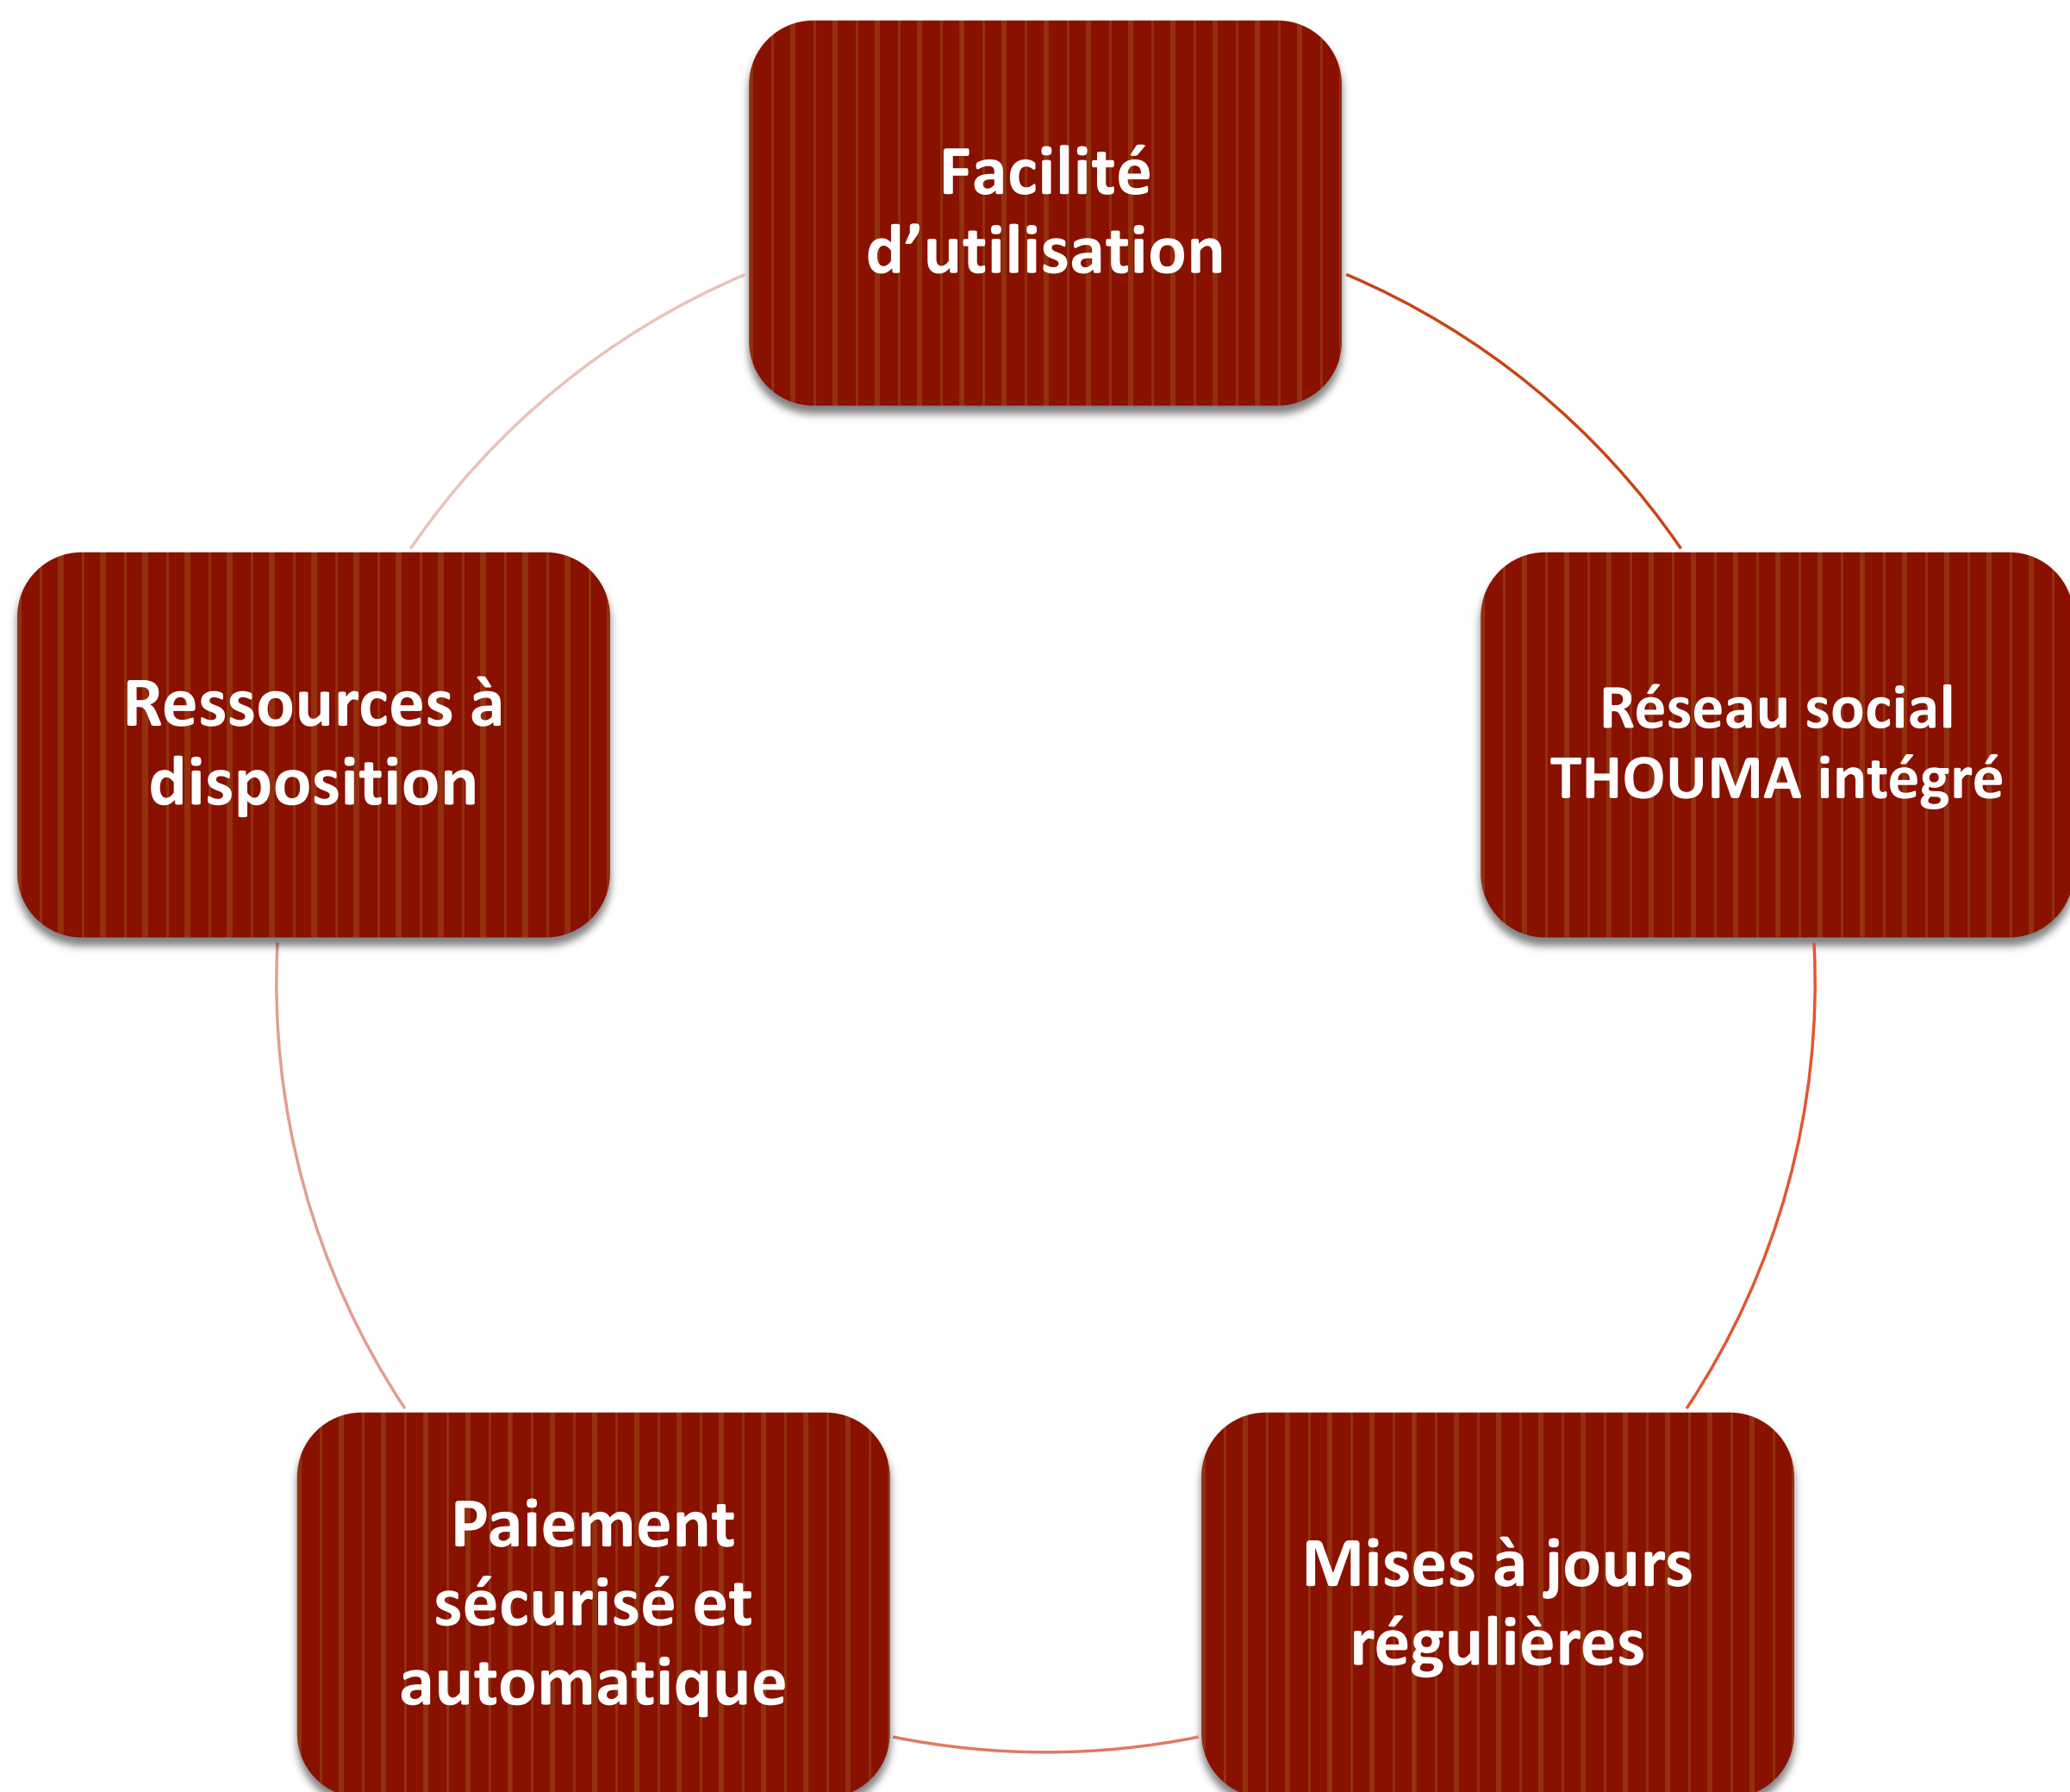 Facilité
d’utilisation
Réseau social
THOUMA intégré
Mises à jours
régulières
Paiement
sécurisé et
automatique
Ressources à
disposition